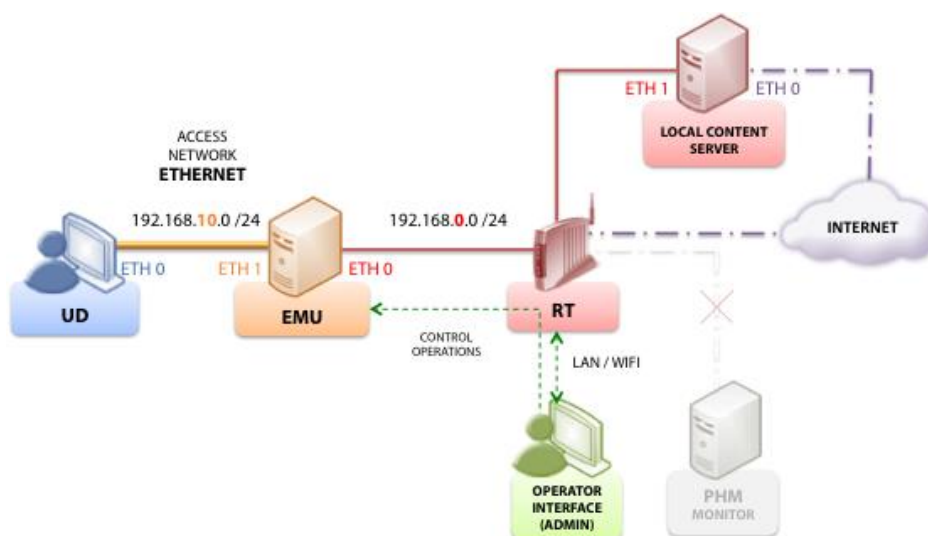 ETH 1
ETH 0
LOCAL CONTENT
SERVER
ACCESS
NETWORK
ETHERNET
192.168.10.0 /24
192.168.0.0 /24
INTERNET
ETH 0
ETH 1
ETH 0
UD
EMU
RT
CONTROL
OPERATIONS
LAN / WIFI
OPERATOR
INTERFACE
(ADMIN)
PHM
MONITOR